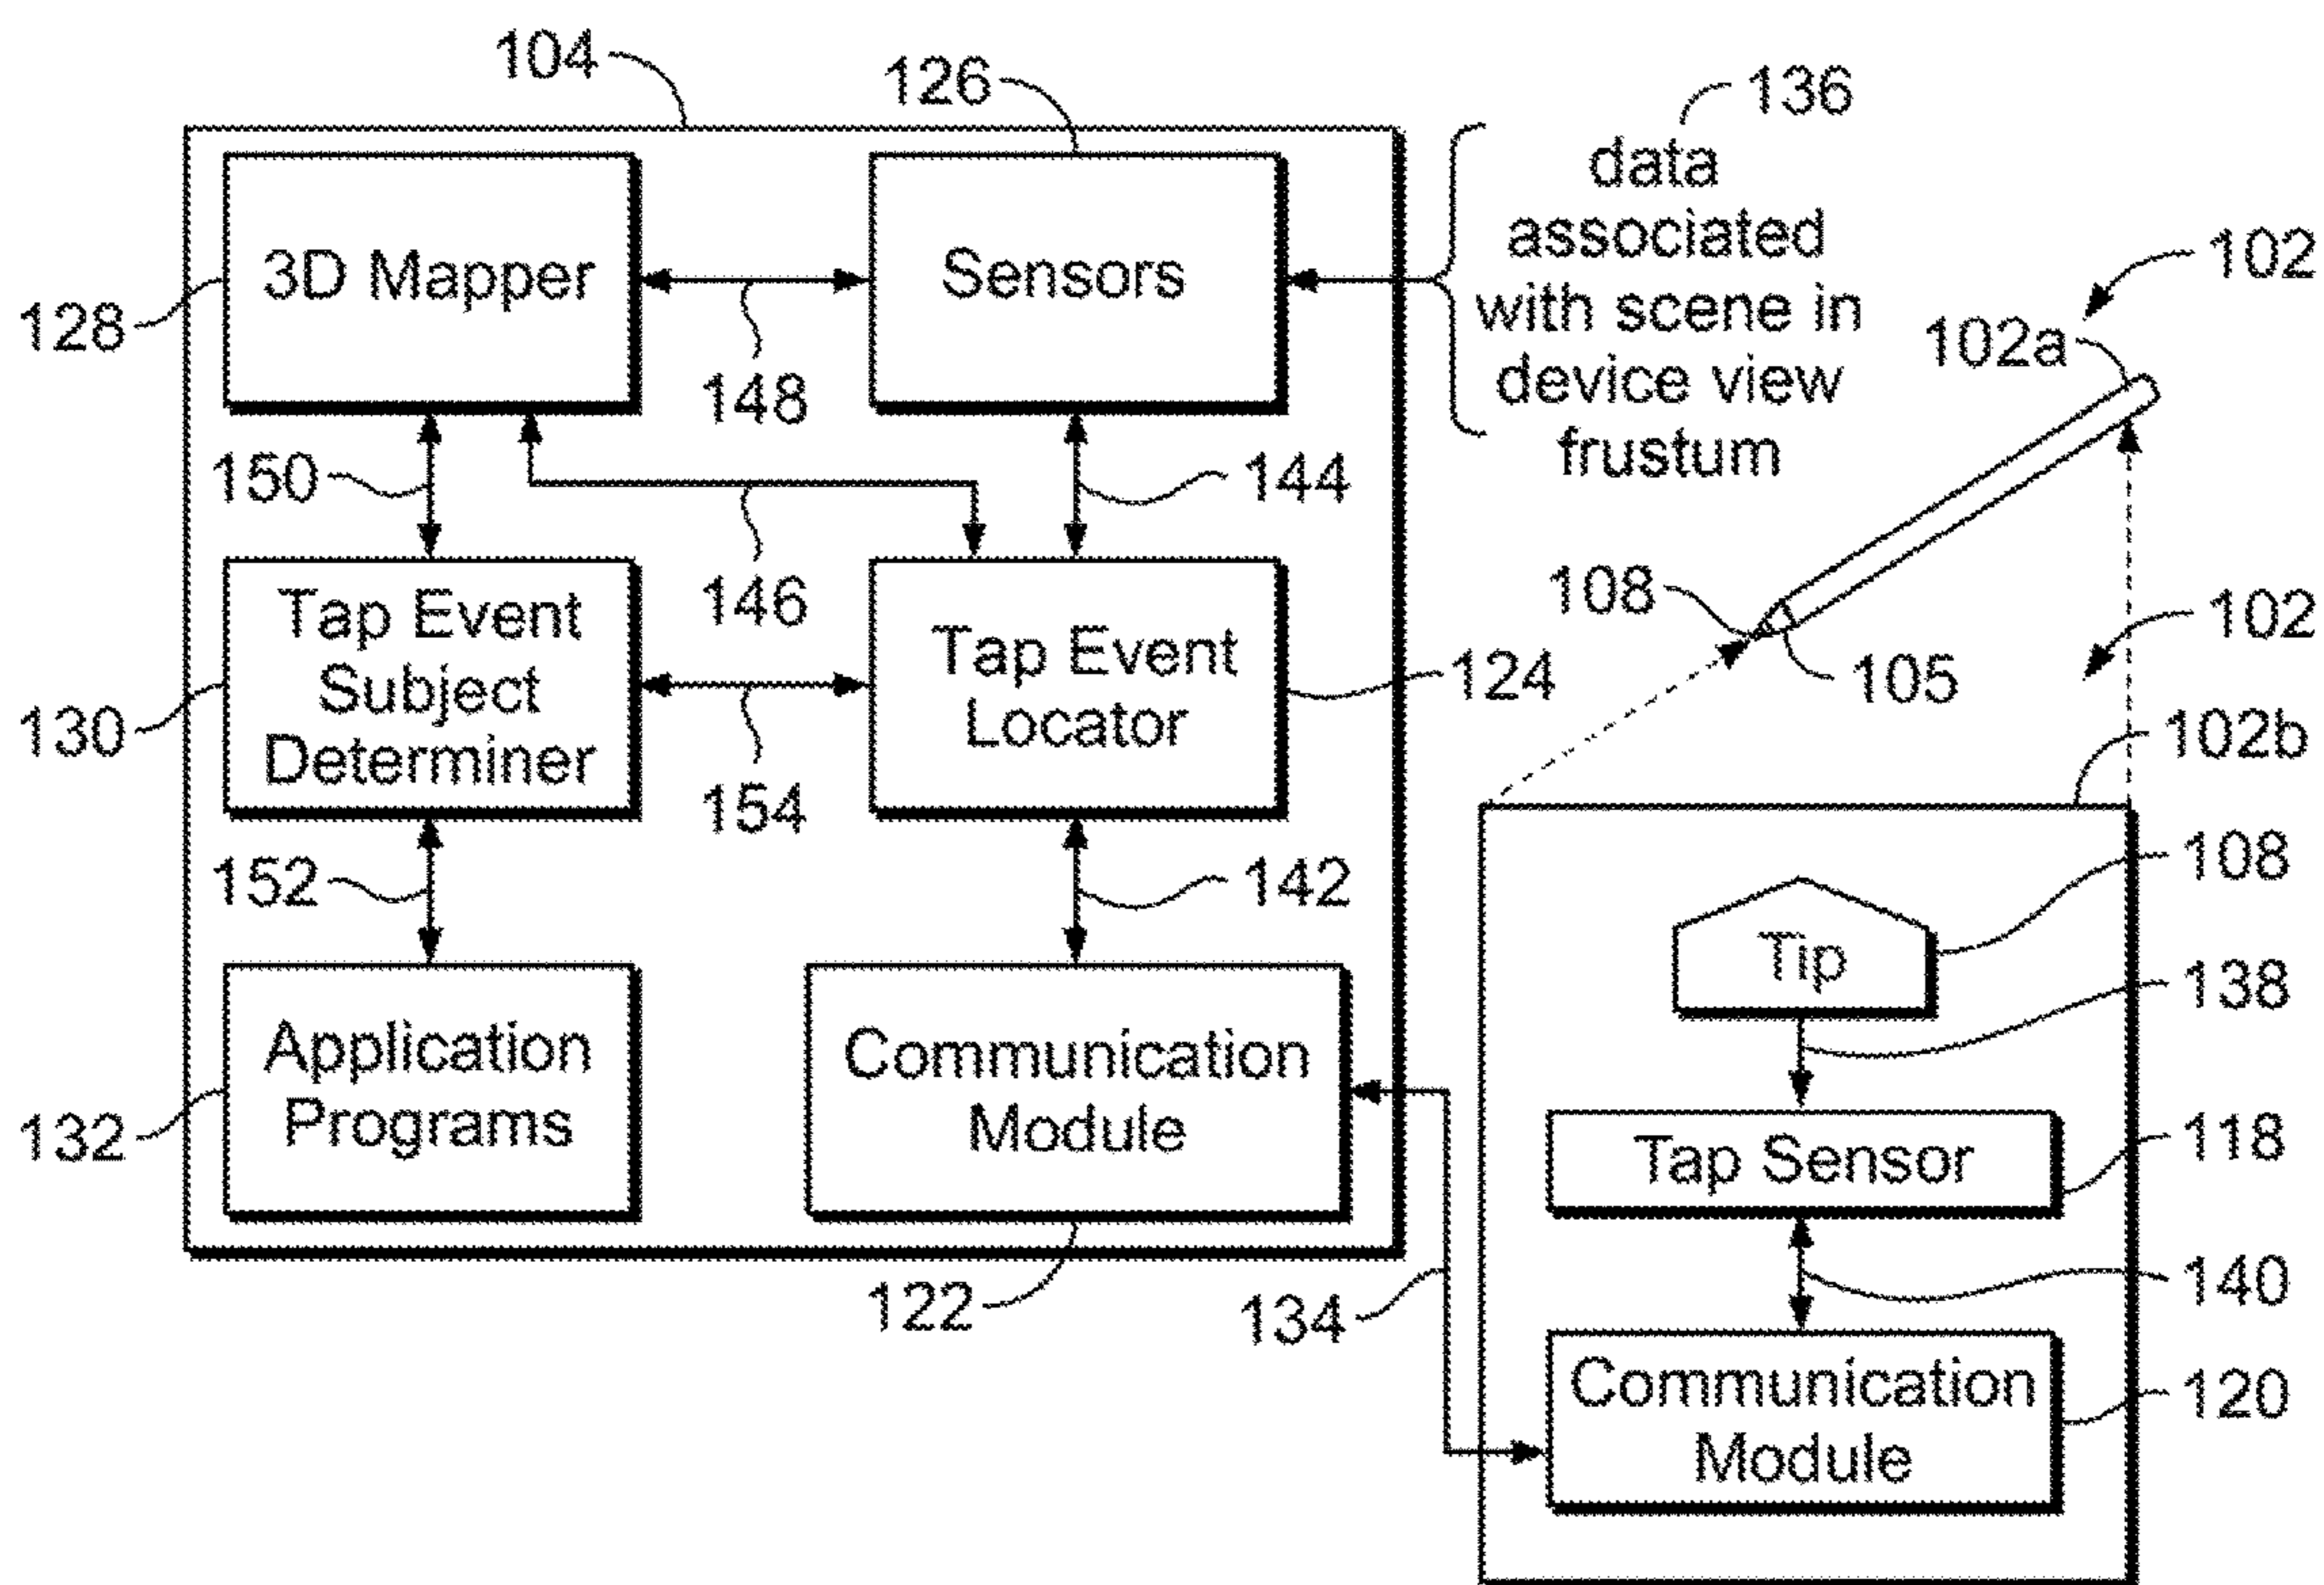 104
126
136
data
associated
with scene in
device view
frustum
3D Mapper
Sensors
102
102a
128
148
150
144
146
108
105
102
Tap Event
Subject
Determiner
Tap Event
Locator
124
130
154
102b
152
142
108
Tip
138
Application
Programs
Communication
Module
132
Tap Sensor
118
122
134
140
Communication
Module
120